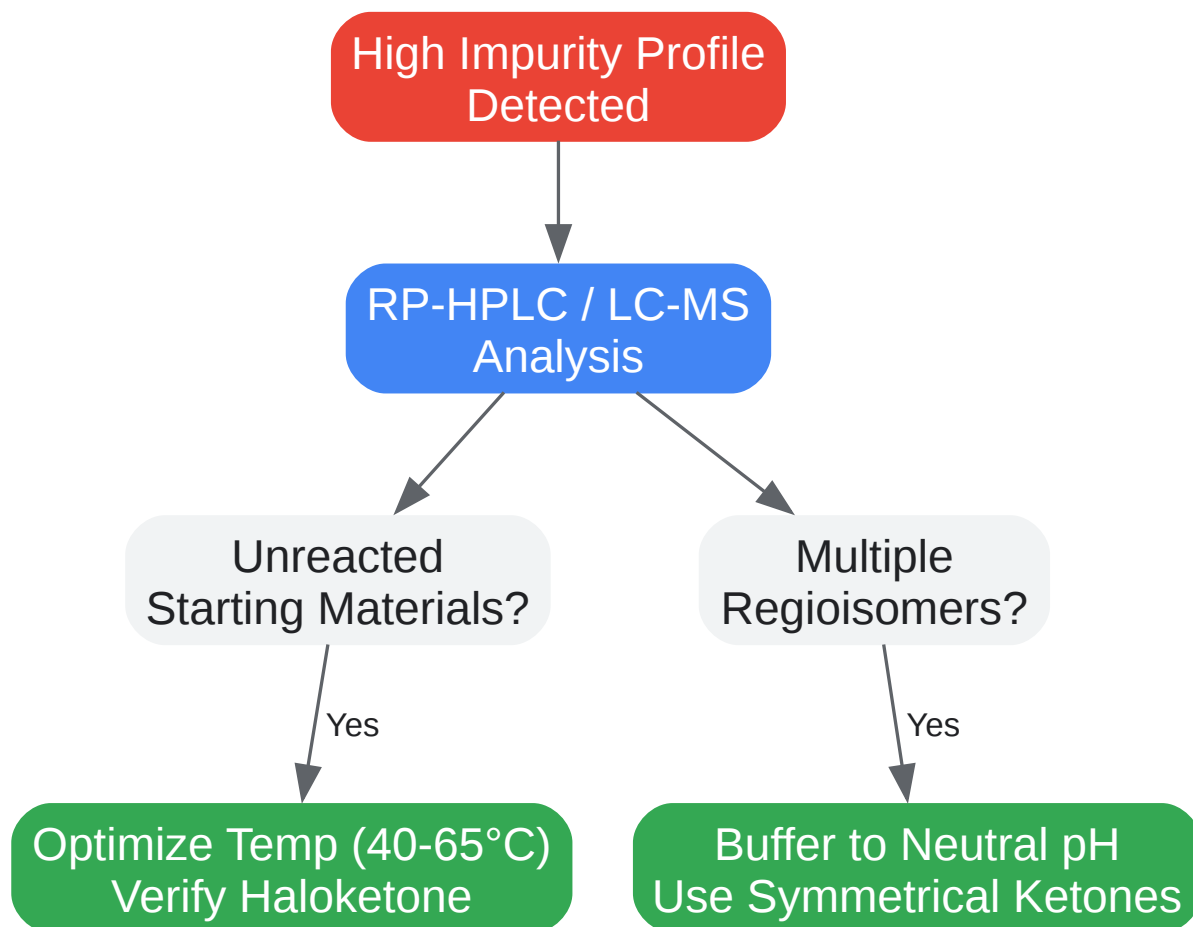 High Impurity Profile
Detected
RP-HPLC / LC-MS
Analysis
Unreacted
Starting Materials?
Multiple
Regioisomers?
Yes
Yes
Optimize Temp (40-65°C)
Verify Haloketone
Buffer to Neutral pH
Use Symmetrical Ketones